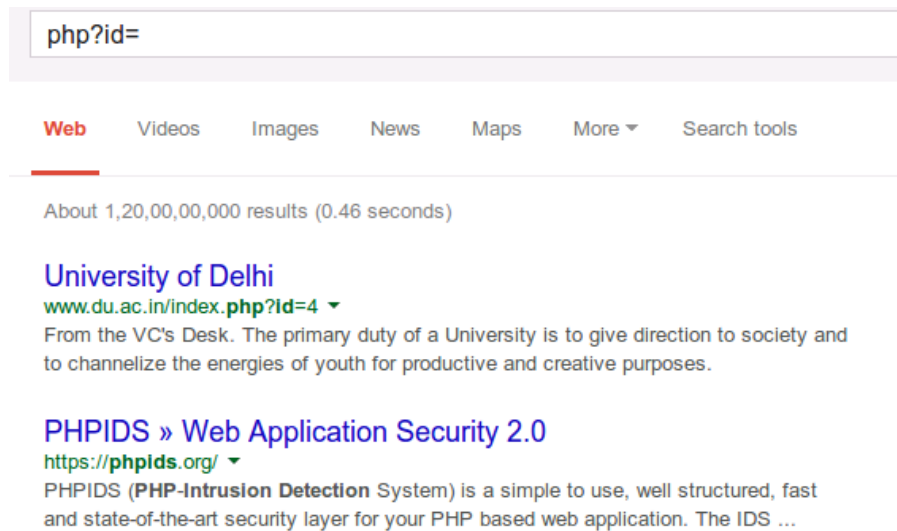 php?id=
Web Videos Images News Maps More Search tools
About 1,20,00,00,000 results (0.46 seconds)
University of Delhi
www.du.ac.in/index.php?id=4
From the VC's Desk. The primary duty of a University is to give direction to society and
to channelize the energies of youth for productive and creative purposes.
PHPIDS » Web Application Security 2.0
https://phpids.org/
PHPIDS (PHP-Intrusion Detection System) is a simple to use, well structured, fast
and state-of-the-art security layer for your PHP based web application. The IDS ...